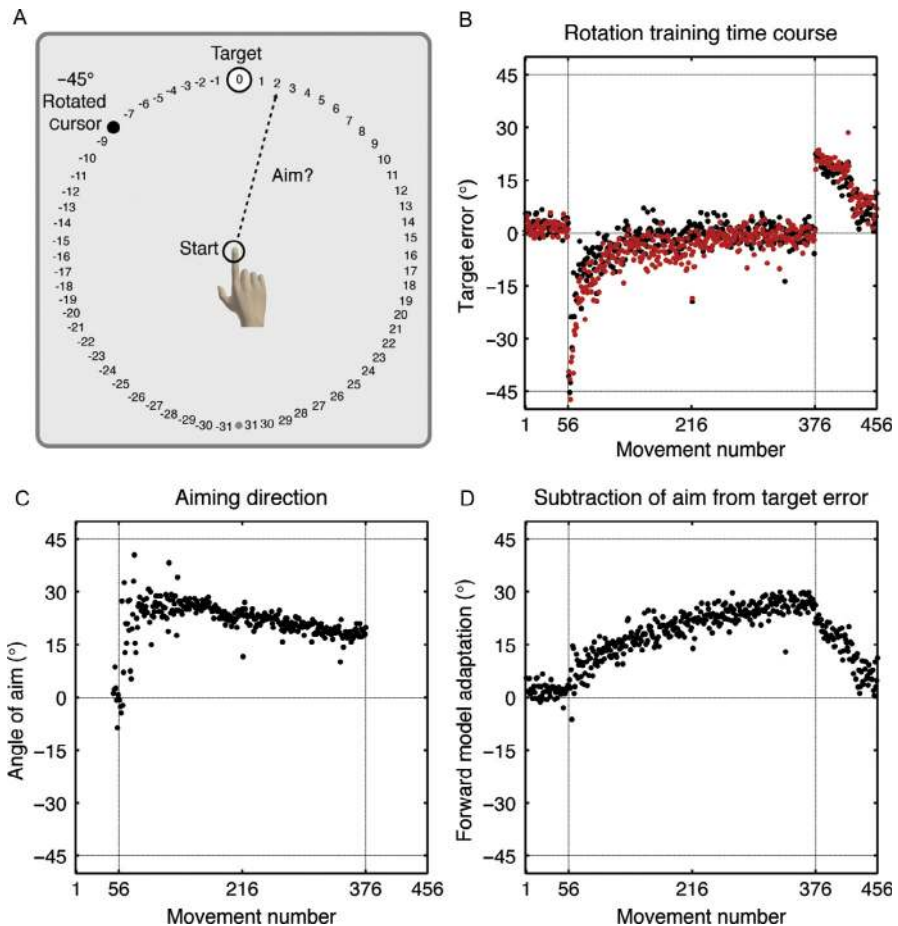 A
Target
−45°
Rotated
cursor
-7 -6 -5 -4 -3 -2 -1 0 1 2 3 4 5 6 7
8
-9
9
-10
10
-11
11
-12
12
-13
13
-14
14
-15
15
-16
16
-17
17
-18
18
-19
19
-20
20
-21
21
-22
22
-23
23
-24
24
-25
25
-26
26
-27
27
-28
28
-29
29
-30 -31 31 30
Aim?
Start
B
Rotation training time course
Target error (°)
45
30
15
0
−15
−30
−45
1 56 216 376 456
Movement number
C
Aiming direction
Angle of aim (°)
45
30
15
0
−15
−30
−45
1 56 216 376 456
Movement number
D
Subtraction of aim from target error
Forward model adaptation (°)
45
30
15
0
−15
−30
−45
1 56 216 376 456
Movement number